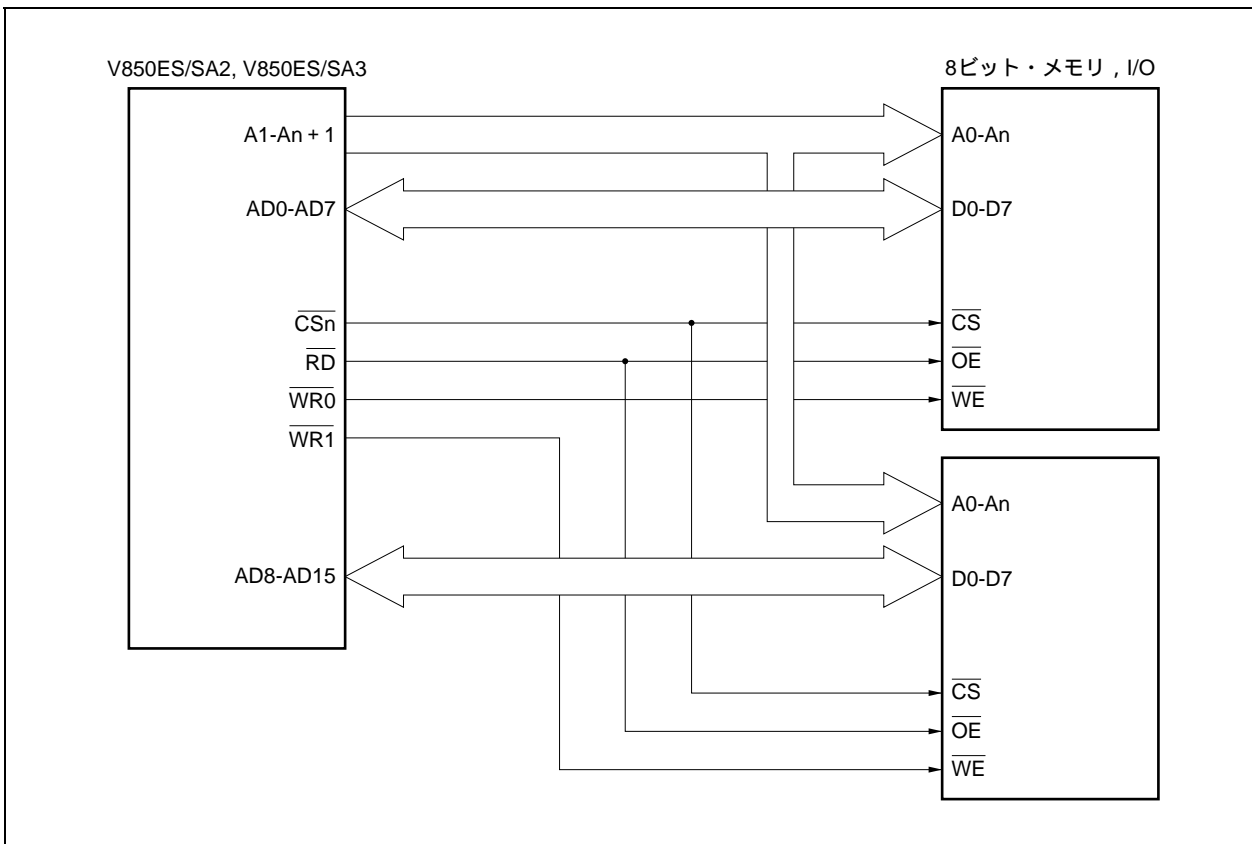 V850ES/SA2, V850ES/SA3
A1-An + 1
AD0-AD7
CSn
RD
WR0
WR1
AD8-AD15
8ビット・メモリ，I/O
A0-An
D0-D7
CS
OE
WE
A0-An
D0-D7
CS
OE
WE